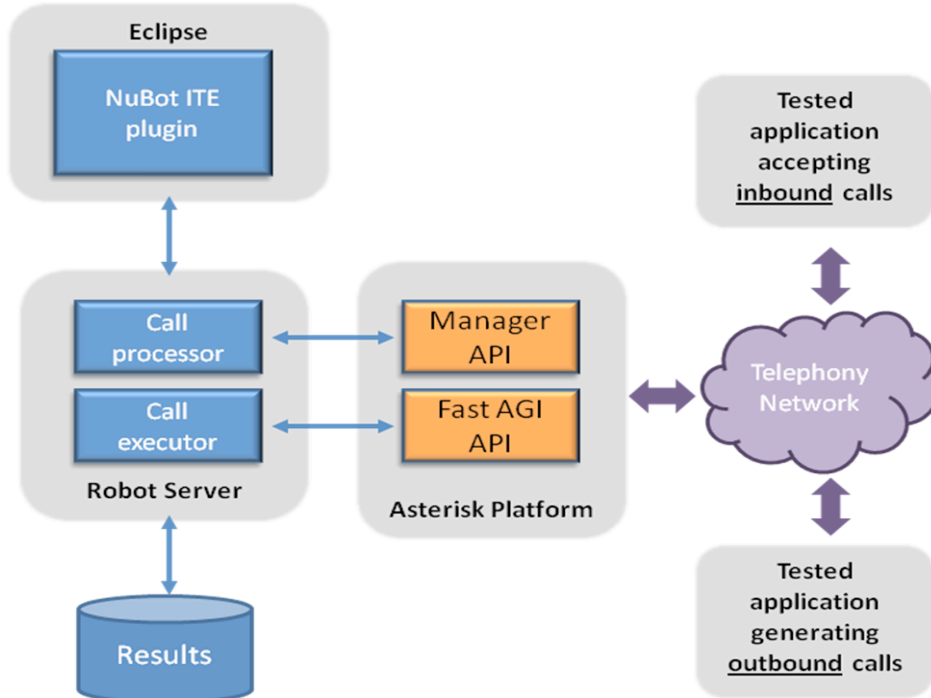 Eclipse
NuBot ITE
plugin
Call
processor
Call
executor
Robot Server
Results
Manager
API
Fast AGI
API
Asterisk Platform
Telephony
Network
Tested
application
accepting
inbound calls
Tested
application
generating
outbound calls